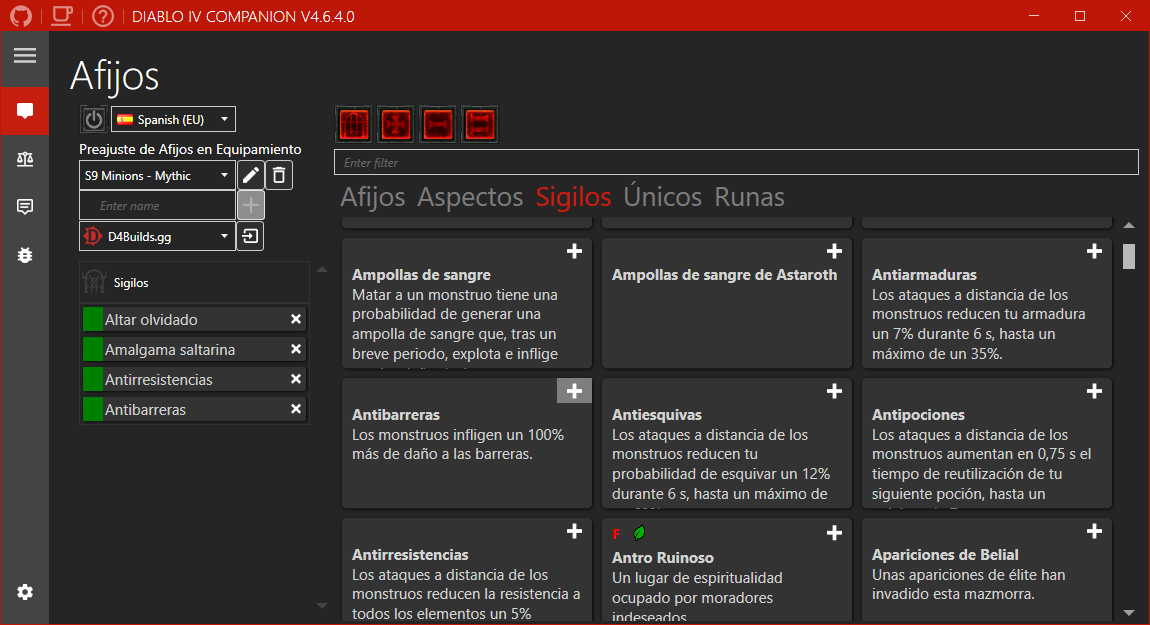 DIABLO IV COMPANION V4.6.4.0
Afijos
Spanish (EU)
Preajuste de Afijos en Equipamiento
S9 Minions - Mythic
Enter name
D4Builds.gg
Sigilos
Altar olvidado
Amalgama saltarina
Antirresistencias
Antibarreras
Enter filter
Afijos Aspectos Sigilos Únicos Runas
Ampollas de sangre
Matar a un monstruo tiene una
probabilidad de generar una
ampolla de sangre que, tras un
breve periodo, explota e inflige
Ampollas de sangre de Astaroth
Antiarmaduras
Los ataques a distancia de los
monstruos reducen tu armadura
un 7% durante 6 s, hasta un
máximo de un 35%.
Antibarreras
Los monstruos infligen un 100%
más de daño a las barreras.
Antiesquivas
Los ataques a distancia de los
monstruos reducen tu
probabilidad de esquivar un 12%
durante 6 s, hasta un máximo de
Antipociones
Los ataques a distancia de los
monstruos aumentan en 0,75 s el
tiempo de reutilización de tu
siguiente poción, hasta un
Antirresistencias
Los ataques a distancia de los
monstruos reducen la resistencia a
todos los elementos un 5%
F
Antro Ruinoso
Un lugar de espiritualidad
ocupado por moradores
indeseados.
Apariciones de Belial
Unas apariciones de élite han
invadido esta mazmorra.